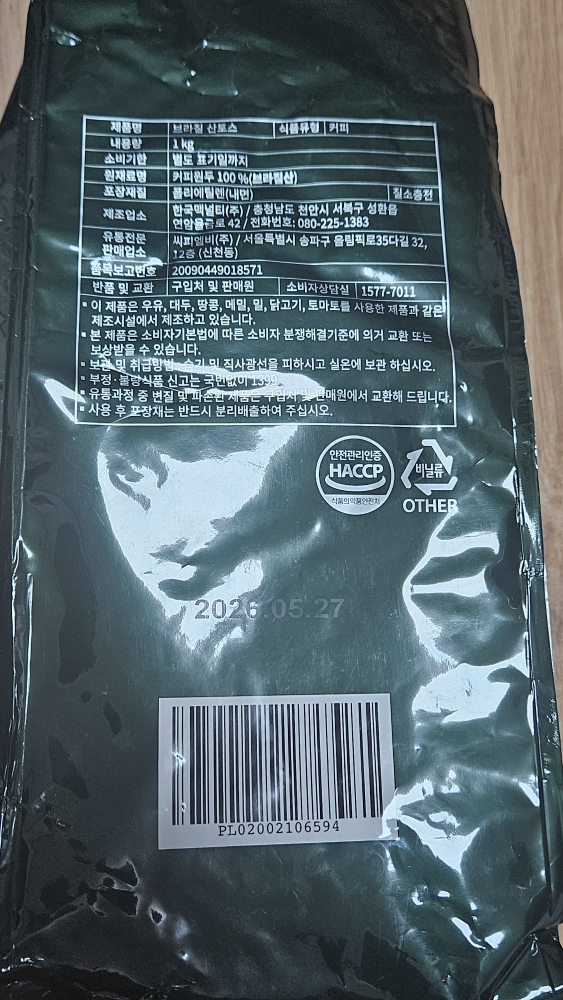 제품명 브라질 산토스 식품유형 커피
내용량 1 kg
소비기한 별도 표기일까지
원재료명 커피원두 100 %(브라질산)
포장재질 폴리에틸렌(내면) 질소충전
제조업소 한국맥널티(주) / 충청남도 천안시 서북구 성환읍
연암율금로 42 / 전화번호: 080-225-1383
유통전문 판매업소 씨피엘비(주) / 서울특별시 송파구 올림픽로35다길 32,
12층 (신천동)
품목보고번호 20090449018571
반품 및 교환 구입처 및 판매원 소비자상담실 1577-7011
• 이 제품은 우유, 대두, 땅콩, 메밀, 밀, 닭고기, 토마토를 사용한 제품과 같은
제조시설에서 제조하고 있습니다.
• 본 제품은 소비자기본법에 따른 소비자 분쟁해결기준에 의거 교환 또는
보상받을 수 있습니다.
• 보관 및 취급방법 : 습기 및 직사광선을 피하시고 실온에 보관 하십시오.
• 부정·불량식품 신고는 국번없이 1399
• 유통과정 중 변질 및 파손된 제품은 구입처 및 판매원에서 교환해 드립니다.
• 사용 후 포장재는 반드시 분리배출하여 주십시오.
안전관리인증
HACCP
식품의약품안전처
비닐류
OTHER
2026.05.27
PL02002106594